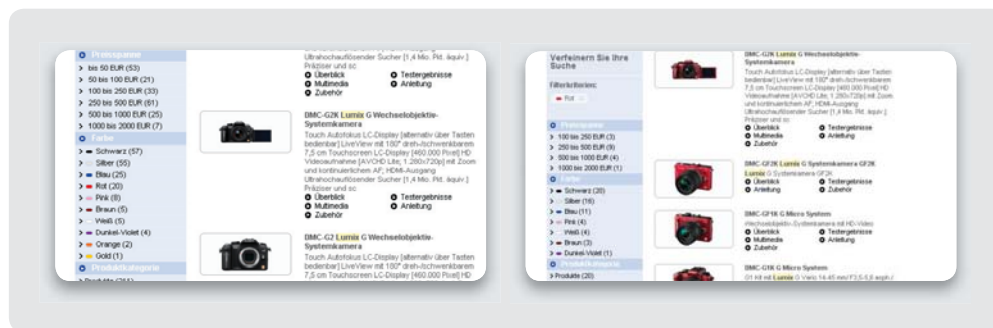 Preisspanne
bis 50 EUR (53)
50 bis 100 EUR (21)
100 bis 250 EUR (33)
250 bis 500 EUR (61)
500 bis 1000 EUR (25)
1000 bis 2000 EUR (7)
Farbe
Schwarz (57)
Silber (55)
Blau (25)
Rot (20)
Pink (8)
Braun (5)
Weiß (5)
Dunkel-Violet (4)
Orange (2)
Gold (1)
Produktkategorie
Ultrahochauflösender Sucher [1,4 Mio. Pkt. äquiv.]
Präziser und sc
Überblick
Testergebnisse
Multimedia
Anleitung
Zubehör
DMC-G2K Lumix G Wechselobjektiv-
Systemkamera
Touch Autofokus LC-Display [alternativ über Tasten
bedienbar] LiveView mit 180° dreh-/schwenkbarem
7,5 cm Touchscreen LC-Display [460.000 Pixel] HD
Videoaufnahme [AVCHD Lite, 1.280x720p] mit Zoom
und kontinuierlichem AF; HDMI-Ausgang
Ultrahochauflösender Sucher [1,4 Mio. Pkt. äquiv.]
Präziser und sc
Überblick
Testergebnisse
Multimedia
Anleitung
Zubehör
DMC-G2 Lumix G Wechselobjektiv-
Systemkamera
Touch Autofokus LC-Display [alternativ über Tasten
bedienbar] LiveView mit 180° dreh-/schwenkbarem
7,5 cm Touchscreen LC-Display [460.000 Pixel] HD
Verfeinern Sie Ihre
Suche
Filterkriterien:
Rot
Preisspanne
100 bis 250 EUR (3)
250 bis 500 EUR (9)
500 bis 1000 EUR (4)
1000 bis 2000 EUR (1)
Farbe
Schwarz (20)
Silber (16)
Blau (11)
Pink (4)
Weiß (4)
Braun (3)
Dunkel-Violet (1)
Produktkategorie
Produkte (20)
DMC-G2K Lumix G Wechselobjektiv-
Systemkamera
Touch Autofokus LC-Display [alternativ über Tasten
bedienbar] LiveView mit 180° dreh-/schwenkbarem
7,5 cm Touchscreen LC-Display [460.000 Pixel] HD
Videoaufnahme [AVCHD Lite, 1.280x720p] mit Zoom
und kontinuierlichem AF; HDMI-Ausgang
Ultrahochauflösender Sucher [1,4 Mio. Pkt. äquiv.]
Präziser und sc
Überblick
Testergebnisse
Multimedia
Anleitung
Zubehör
DMC-GF2K Lumix G Systemkamera GF2K
Lumix G Systemkamera GF2K
Überblick
Testergebnisse
Anleitung
Zubehör
DMC-GF1K G Micro System
Wechselobjektiv-Systemkamera mit HD-Video
Überblick
Testergebnisse
Multimedia
Anleitung
Zubehör
DMC-G1K G Micro System